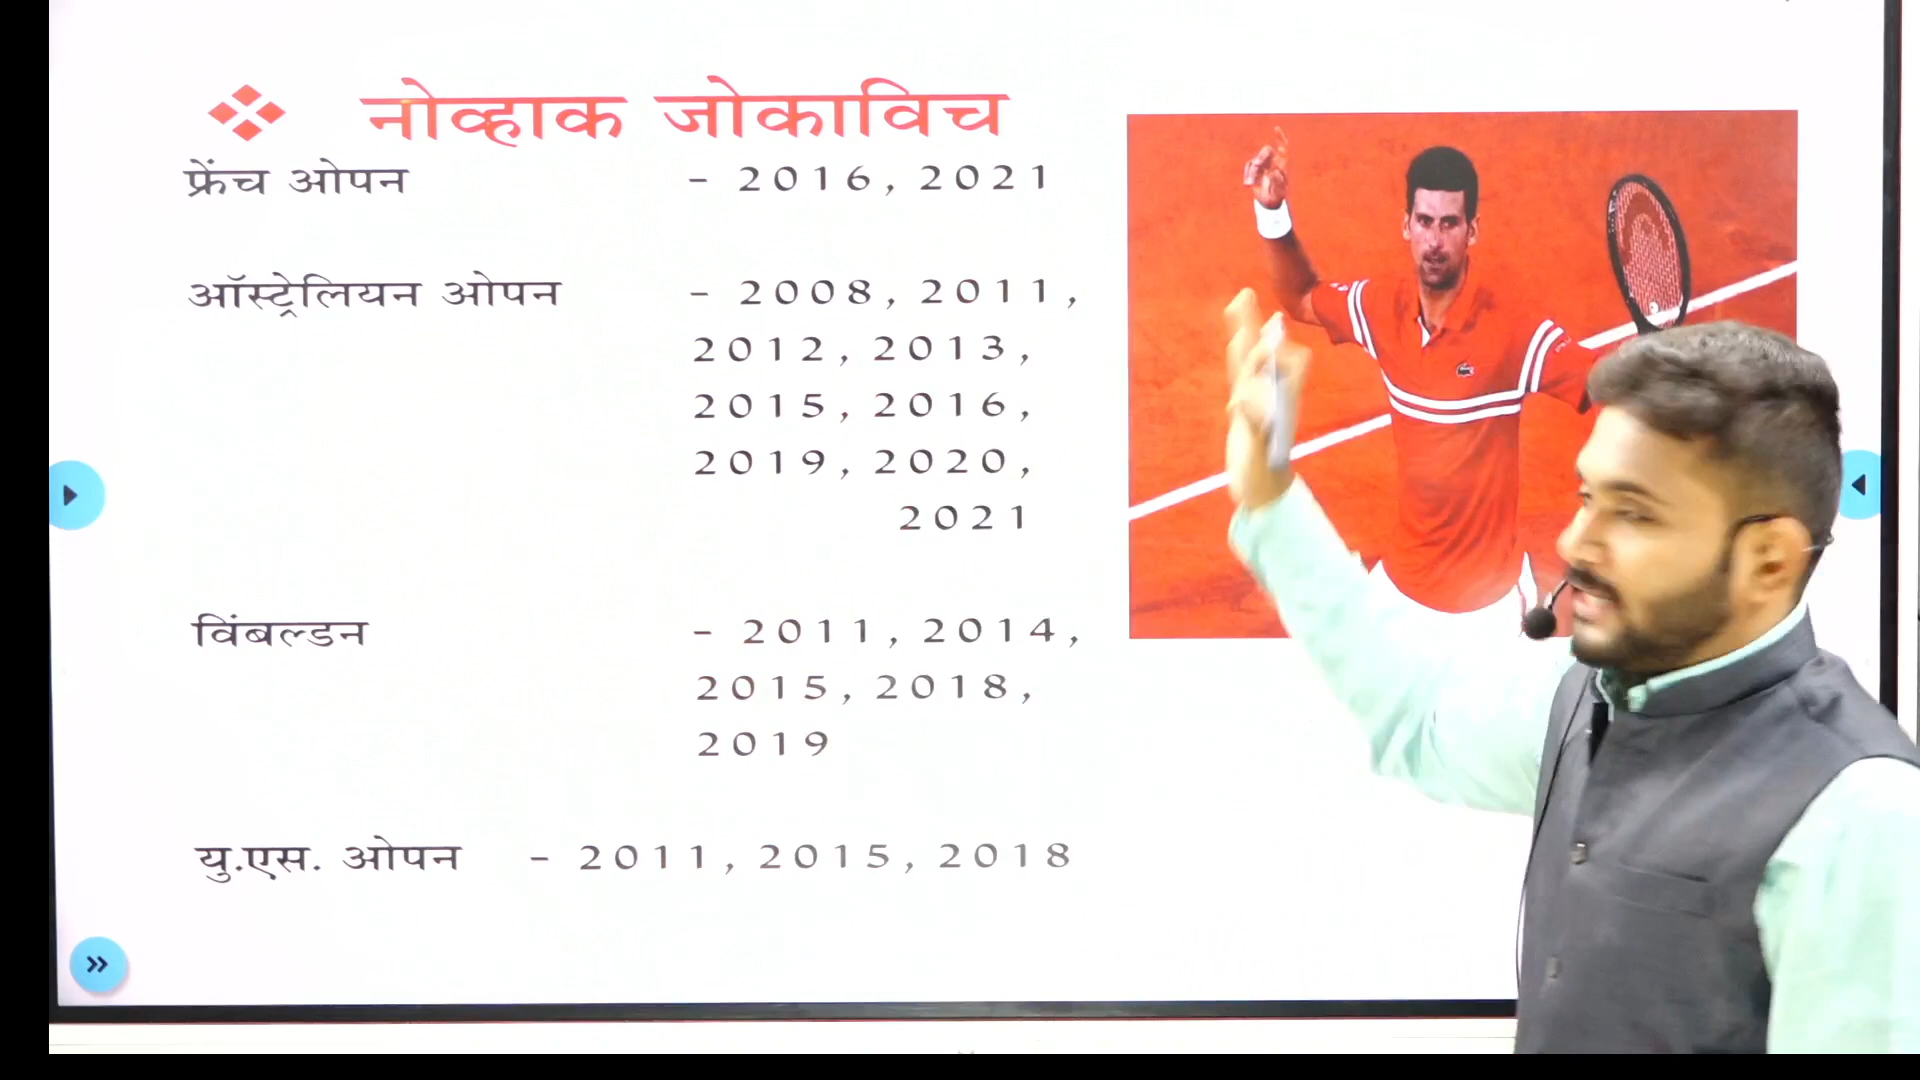 ❖ नोव्हाक जोकाविच
फ्रेंच ओपन - 2016, 2021
ऑस्ट्रेलियन ओपन - 2008, 2011,
2012, 2013,
2015, 2016,
2019, 2020,
2021
विंबल्डन - 2011, 2014,
2015, 2018,
2019
यु.एस. ओपन - 2011, 2015, 2018